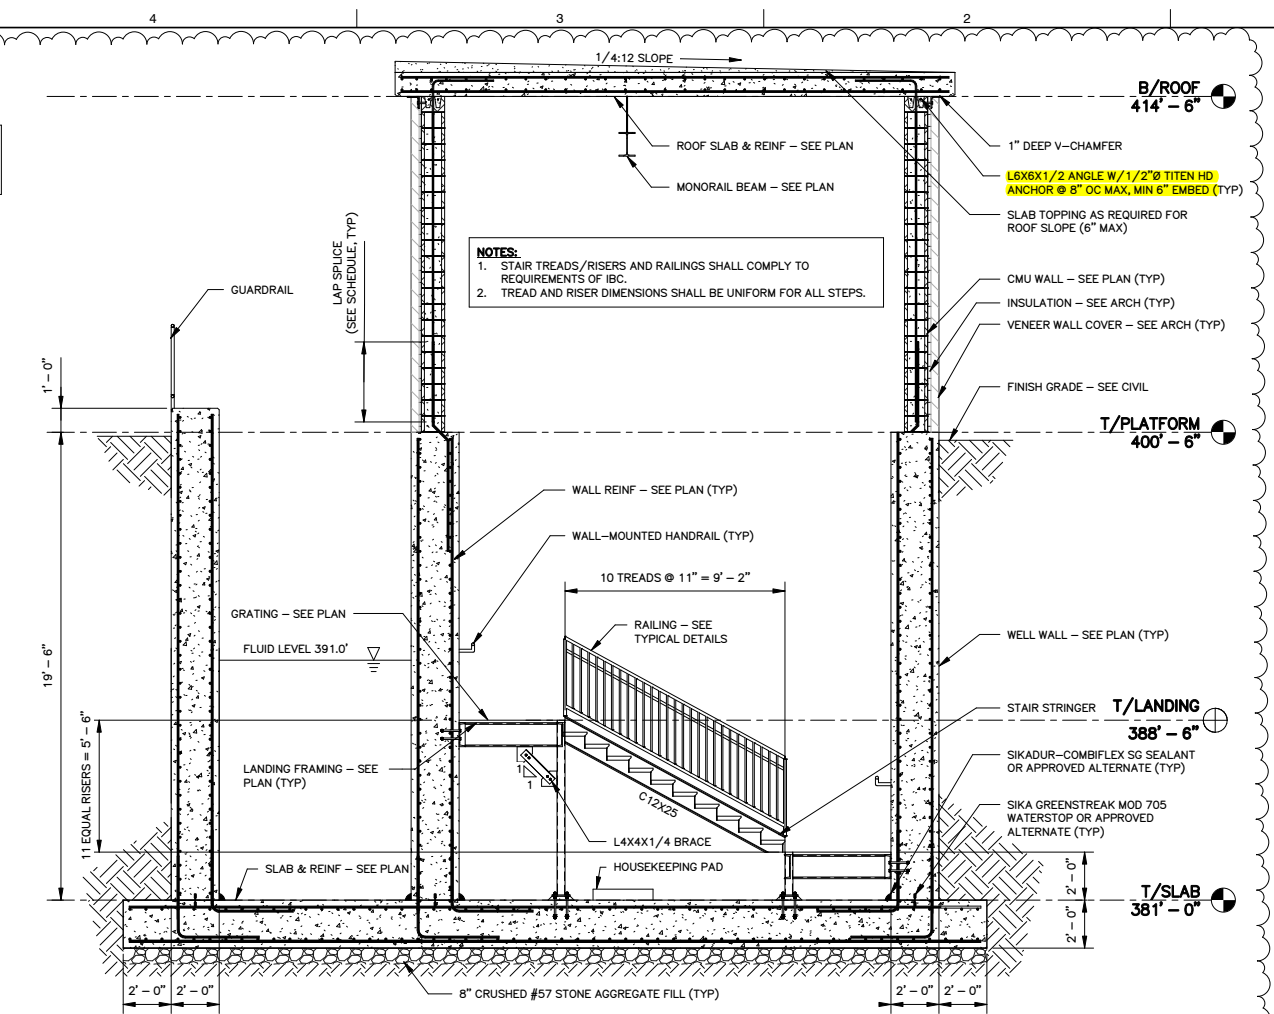 4
3
2
1/4:12 SLOPE
B/ROOF
414' – 6"
ROOF SLAB & REINF – SEE PLAN
1" DEEP V–CHAMFER
MONORAIL BEAM – SEE PLAN
L6X6X1/2 ANGLE W/1/2"Ø TITEN HD
ANCHOR @ 8" OC MAX, MIN 6" EMBED (TYP)
SLAB TOPPING AS REQUIRED FOR
ROOF SLOPE (6" MAX)
LAP SPLICE
(SEE SCHEDULE, TYP)
NOTES:
1. STAIR TREADS/RISERS AND RAILINGS SHALL COMPLY TO
REQUIREMENTS OF IBC.
2. TREAD AND RISER DIMENSIONS SHALL BE UNIFORM FOR ALL STEPS.
GUARDRAIL
CMU WALL – SEE PLAN (TYP)
INSULATION – SEE ARCH (TYP)
VENEER WALL COVER – SEE ARCH (TYP)
1' – 0"
FINISH GRADE – SEE CIVIL
T/PLATFORM
400' – 6"
WALL REINF – SEE PLAN (TYP)
WALL–MOUNTED HANDRAIL (TYP)
10 TREADS @ 11" = 9' – 2"
GRATING – SEE PLAN
RAILING – SEE
TYPICAL DETAILS
WELL WALL – SEE PLAN (TYP)
FLUID LEVEL 391.0'
19' – 6"
11 EQUAL RISERS = 5' – 6"
STAIR STRINGER
T/LANDING
388' – 6"
LANDING FRAMING – SEE
PLAN (TYP)
1
1
C12X25
SIKADUR–COMBIFLEX SG SEALANT
OR APPROVED ALTERNATE (TYP)
SIKA GREENSTREAK MOD 705
WATERSTOP OR APPROVED
ALTERNATE (TYP)
L4X4X1/4 BRACE
HOUSEKEEPING PAD
SLAB & REINF – SEE PLAN
2' – 0"
T/SLAB
381' – 0"
2' – 0"
2' – 0"
2' – 0"
8" CRUSHED #57 STONE AGGREGATE FILL (TYP)
2' – 0"
2' – 0"